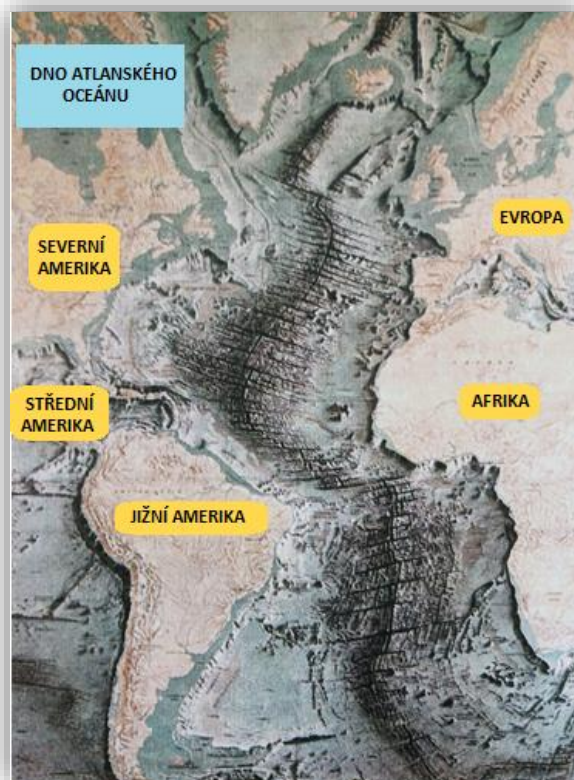 DNO ATLANSKÉHO
OCEÁNU
SEVERNÍ
AMERIKA
EVROPA
STŘEDNÍ
AMERIKA
AFRIKA
JIŽNÍ AMERIKA